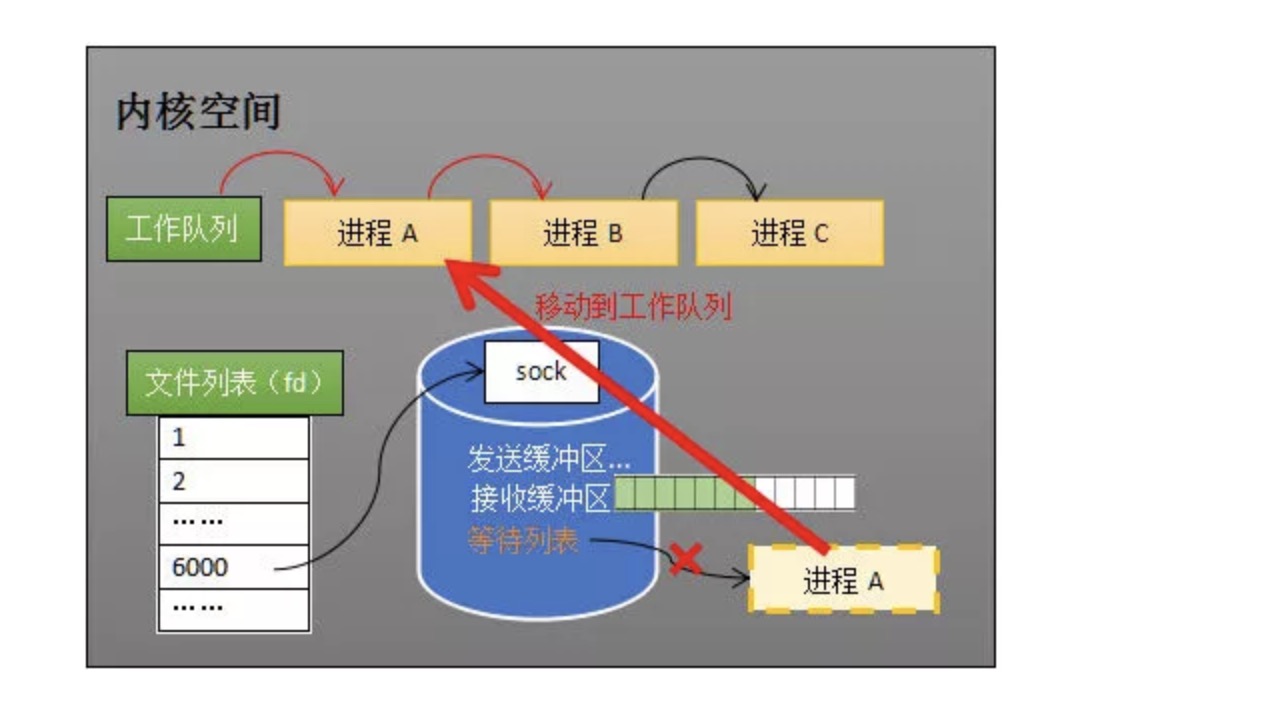 内核空间
工作队列
进程 A
进程 B
进程 C
移动到工作队列
文件列表（fd）
1
2
……
6000
……
sock
发送缓冲区...
接收缓冲区
等待列表
进程 A